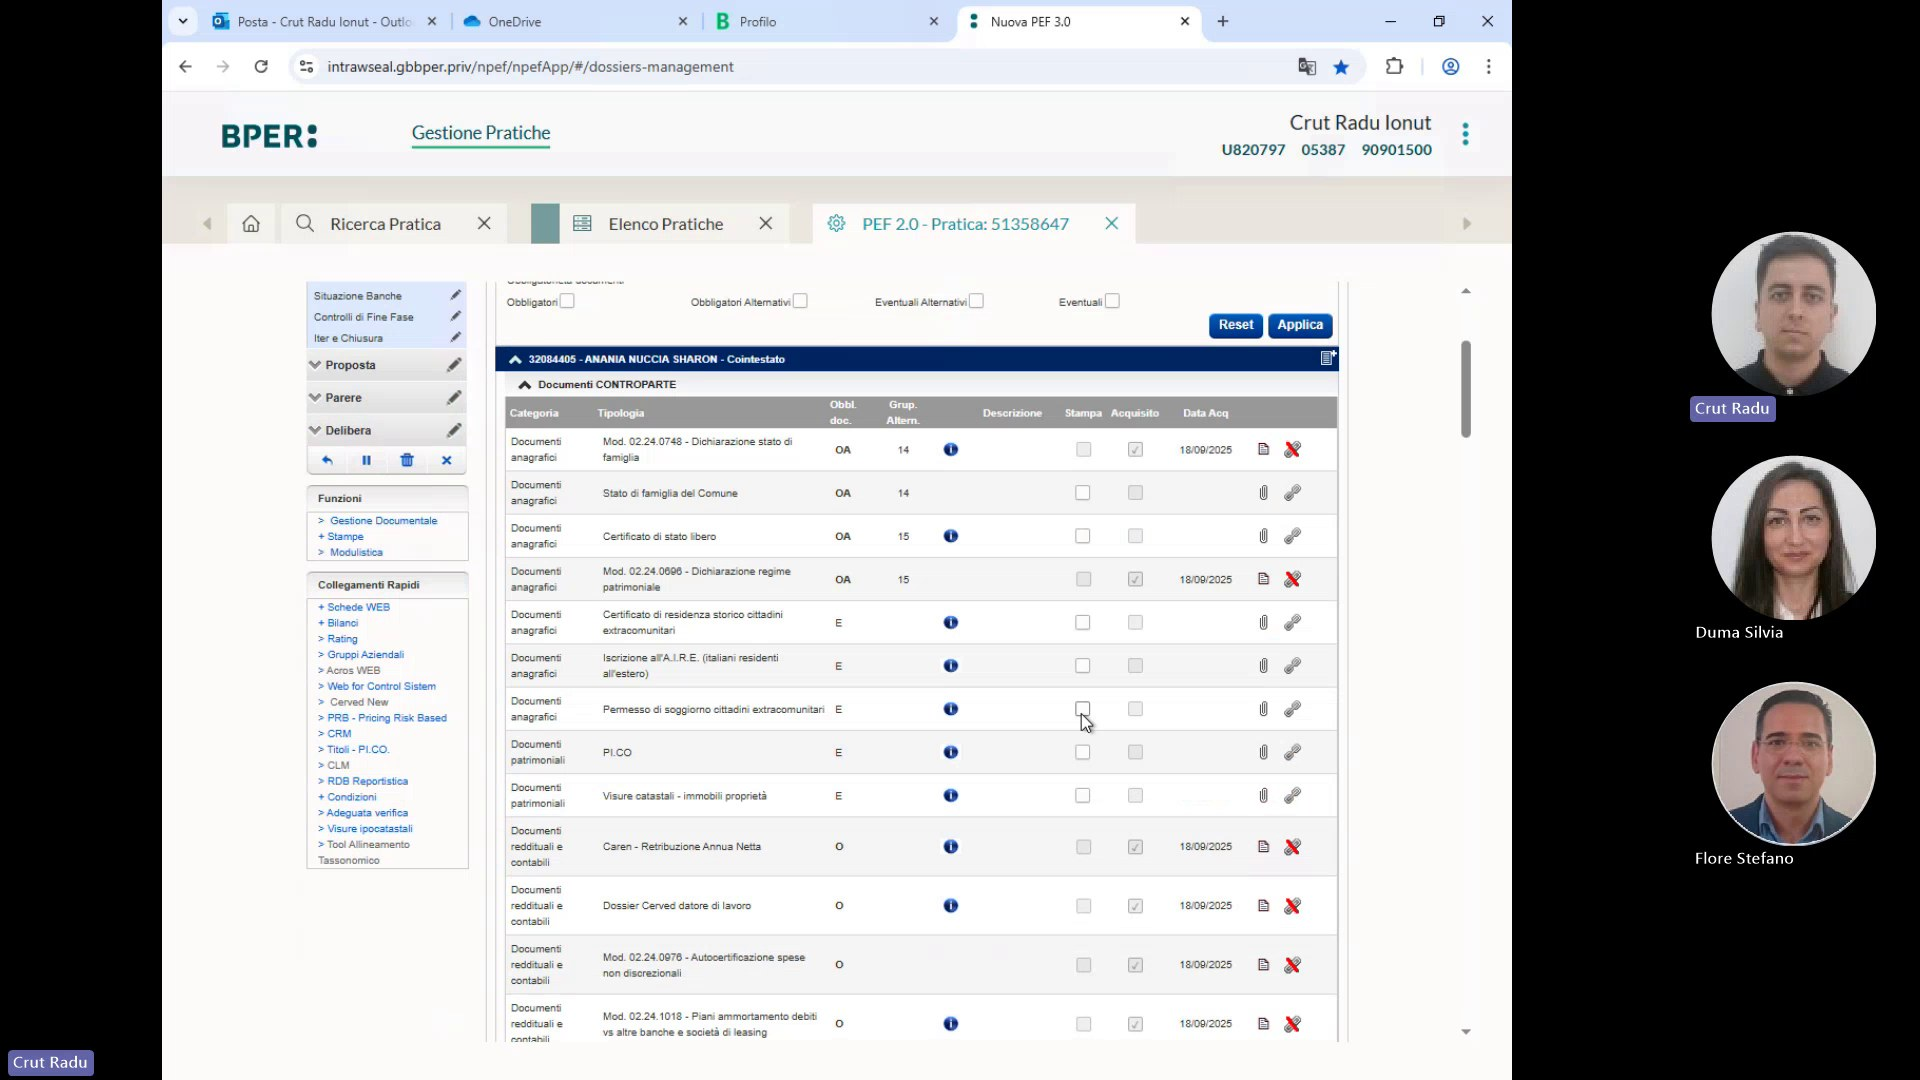 Posta - Crut Radu Ionut - Outlo
OneDrive
Profilo
Nuova PEF 3.0
intrawseal.gbbper.priv/npef/npefApp/#/dossiers-management
BPER:
Gestione Pratiche
Crut Radu Ionut
U820797 05387 90901500
Ricerca Pratica
Elenco Pratiche
PEF 2.0 - Pratica: 51358647
Situazione Banche
Controlli di Fine Fase
Iter e Chiusura
Proposta
Parere
Delibera
Funzioni
> Gestione Documentale
+ Stampe
> Modulistica
Collegamenti Rapidi
+ Schede WEB
+ Bilanci
> Rating
> Gruppi Aziendali
> Acros WEB
> Web for Control Sistem
> Cerved New
> PRB - Pricing Risk Based
> CRM
> Titoli - PI.CO.
> CLM
> RDB Reportistica
+ Condizioni
> Adeguata verifica
> Visure ipocatastali
> Tool Allineamento
Tassonomico
Obbligatorietà documenti
Obbligatori
Obbligatori Alternativi
Eventuali Alternativi
Eventuali
Reset
Applica
32084405 - ANANIA NUCCIA SHARON - Cointestato
Documenti CONTROPARTE
Categoria Tipologia Obbl. doc. Grup. Altern. Descrizione Stampa Acquisito Data Acq
Documenti anagrafici Mod. 02.24.0748 - Dichiarazione stato di famiglia OA 14 18/09/2025
Documenti anagrafici Stato di famiglia del Comune OA 14
Documenti anagrafici Certificato di stato libero OA 15
Documenti anagrafici Mod. 02.24.0696 - Dichiarazione regime patrimoniale OA 15 18/09/2025
Documenti anagrafici Certificato di residenza storico cittadini extracomunitari E
Documenti anagrafici Iscrizione all'A.I.R.E. (italiani residenti all'estero) E
Documenti anagrafici Permesso di soggiorno cittadini extracomunitari E
Documenti patrimoniali PI.CO E
Documenti patrimoniali Visure catastali - immobili proprietà E
Documenti reddituali e contabili Caren - Retribuzione Annua Netta O 18/09/2025
Documenti reddituali e contabili Dossier Cerved datore di lavoro O 18/09/2025
Documenti reddituali e contabili Mod. 02.24.0976 - Autocertificazione spese non discrezionali O 18/09/2025
Documenti reddituali e contabili Mod. 02.24.1018 - Piani ammortamento debiti vs altre banche e società di leasing O 18/09/2025
Crut Radu
Duma Silvia
Flore Stefano
Crut Radu